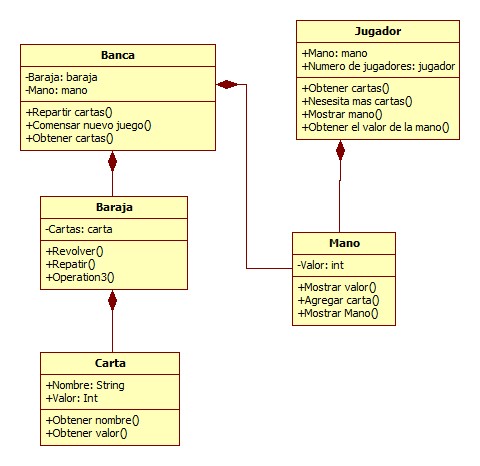 Banca
-Baraja: baraja
-Mano: mano
+Repartir cartas()
+Comensar nuevo juego()
+Obtener cartas()
Jugador
+Mano: mano
+Numero de jugadores: jugador
+Obtener cartas()
+Nesesita mas cartas()
+Mostrar mano()
+Obtener el valor de la mano()
Baraja
-Cartas: carta
+Revolver()
+Repatir()
+Operation3()
Mano
-Valor: int
+Mostrar valor()
+Agregar carta()
+Mostrar Mano()
Carta
+Nombre: String
+Valor: Int
+Obtener nombre()
+Obtener valor()